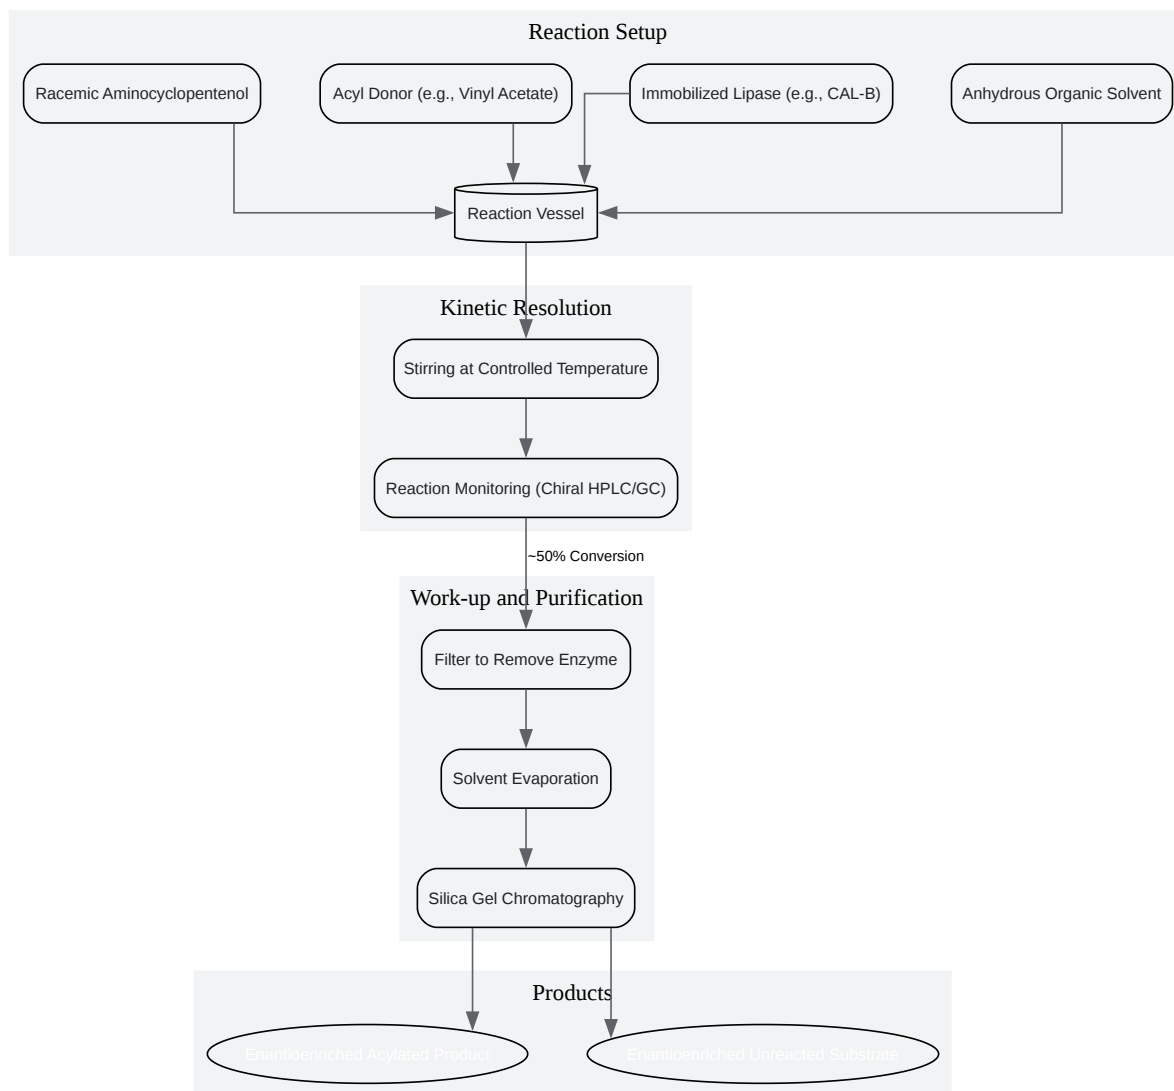 Reaction Setup
Racemic Aminocyclopentenol
Acyl Donor (e.g., Vinyl Acetate)
Immobilized Lipase (e.g., CAL-B)
Anhydrous Organic Solvent
Reaction Vessel
Kinetic Resolution
Stirring at Controlled Temperature
Reaction Monitoring (Chiral HPLC/GC)
~50% Conversion
Work-up and Purification
Filter to Remove Enzyme
Solvent Evaporation
Silica Gel Chromatography
Products
Enantioenriched Acylated Product
Enantioenriched Unreacted Substrate